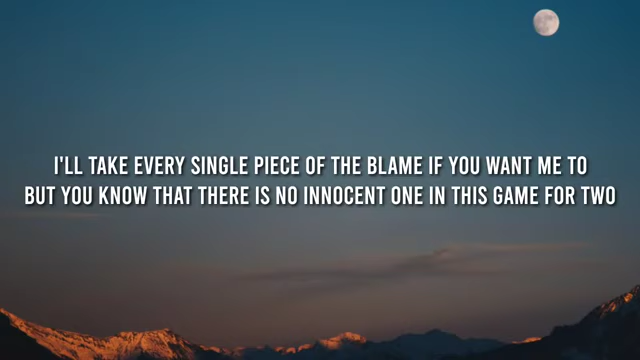 I'LL TAKE EVERY SINGLE PIECE OF THE BLAME IF YOU WANT ME TO
BUT YOU KNOW THAT THERE IS NO INNOCENT ONE IN THIS GAME FOR TWO